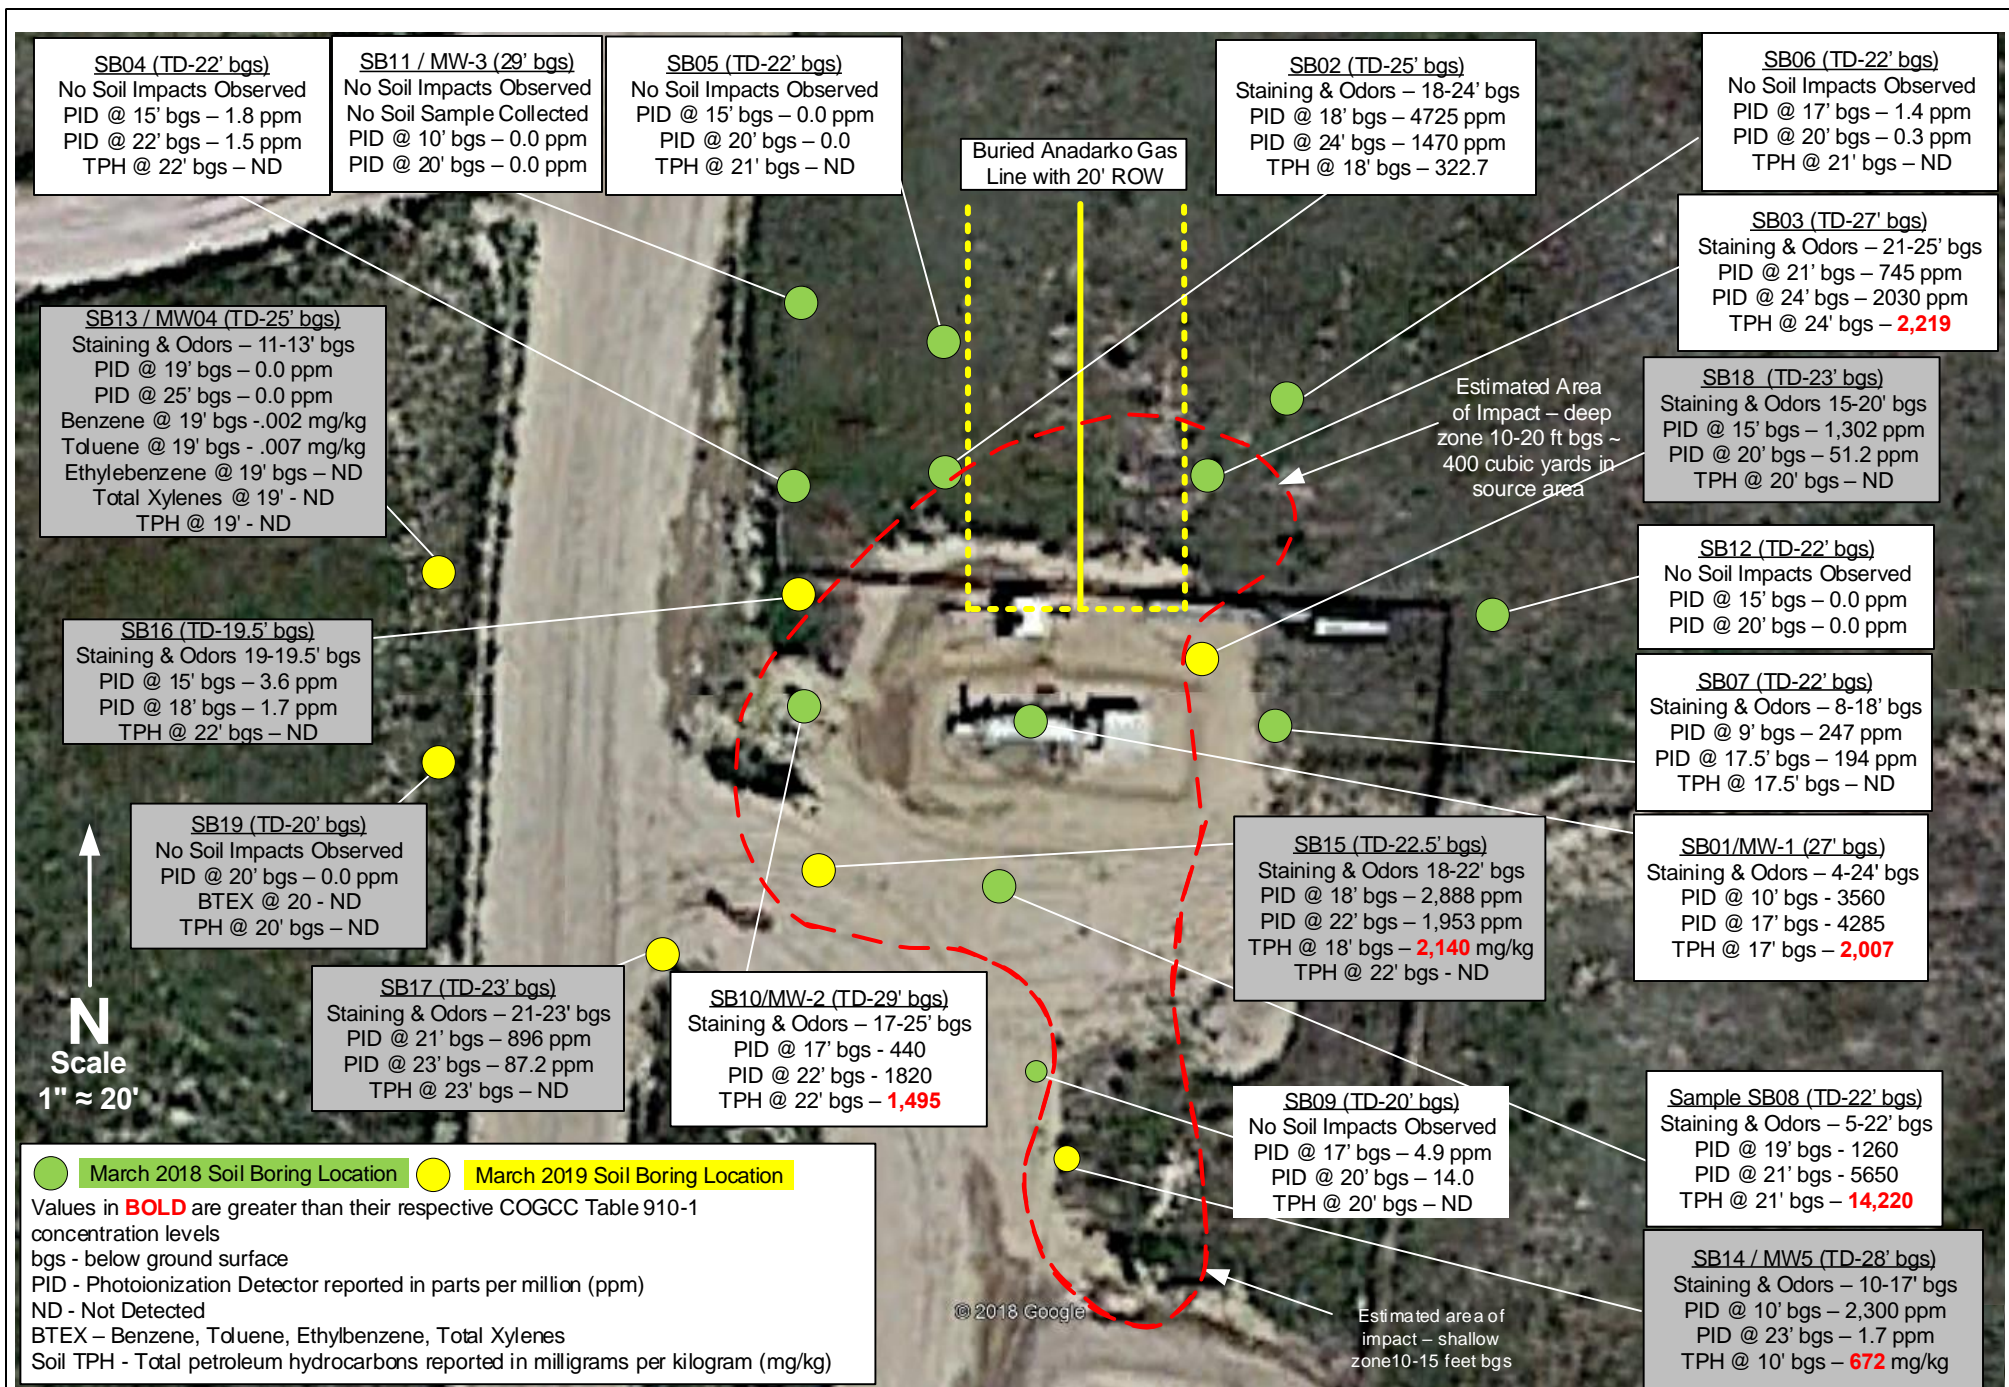 SB04 (TD-22' bgs)
No Soil Impacts Observed
PID @ 15' bgs – 1.8 ppm
PID @ 22' bgs – 1.5 ppm
TPH @ 22' bgs – ND
SB11 / MW-3 (29' bgs)
No Soil Impacts Observed
No Soil Sample Collected
PID @ 10' bgs – 0.0 ppm
PID @ 20' bgs – 0.0 ppm
SB05 (TD-22' bgs)
No Soil Impacts Observed
PID @ 15' bgs – 0.0 ppm
PID @ 20' bgs – 0.0
TPH @ 21' bgs – ND
Buried Anadarko Gas
Line with 20' ROW
SB02 (TD-25' bgs)
Staining & Odors – 18-24' bgs
PID @ 18' bgs – 4725 ppm
PID @ 24' bgs – 1470 ppm
TPH @ 18' bgs – 322.7
SB06 (TD-22' bgs)
No Soil Impacts Observed
PID @ 17' bgs – 1.4 ppm
PID @ 20' bgs – 0.3 ppm
TPH @ 21' bgs – ND
SB03 (TD-27' bgs)
Staining & Odors – 21-25' bgs
PID @ 21' bgs – 745 ppm
PID @ 24' bgs – 2030 ppm
TPH @ 24' bgs – 2,219
SB13 / MW04 (TD-25' bgs)
Staining & Odors – 11-13' bgs
PID @ 19' bgs – 0.0 ppm
PID @ 25' bgs – 0.0 ppm
Benzene @ 19' bgs -.002 mg/kg
Toluene @ 19' bgs - .007 mg/kg
Ethylebenzene @ 19' bgs – ND
Total Xylenes @ 19' - ND
TPH @ 19' - ND
Estimated Area
of Impact – deep
zone 10-20 ft bgs ~
400 cubic yards in
source area
SB18 (TD-23' bgs)
Staining & Odors 15-20' bgs
PID @ 15' bgs – 1,302 ppm
PID @ 20' bgs – 51.2 ppm
TPH @ 20' bgs – ND
SB12 (TD-22' bgs)
No Soil Impacts Observed
PID @ 15' bgs – 0.0 ppm
PID @ 20' bgs – 0.0 ppm
SB16 (TD-19.5' bgs)
Staining & Odors 19-19.5' bgs
PID @ 15' bgs – 3.6 ppm
PID @ 18' bgs – 1.7 ppm
TPH @ 22' bgs – ND
SB07 (TD-22' bgs)
Staining & Odors – 8-18' bgs
PID @ 9' bgs – 247 ppm
PID @ 17.5' bgs – 194 ppm
TPH @ 17.5' bgs – ND
SB19 (TD-20' bgs)
No Soil Impacts Observed
PID @ 20' bgs – 0.0 ppm
BTEX @ 20 - ND
TPH @ 20' bgs – ND
SB15 (TD-22.5' bgs)
Staining & Odors 18-22' bgs
PID @ 18' bgs – 2,888 ppm
PID @ 22' bgs – 1,953 ppm
TPH @ 18' bgs – 2,140 mg/kg
TPH @ 22' bgs - ND
SB01/MW-1 (27' bgs)
Staining & Odors – 4-24' bgs
PID @ 10' bgs - 3560
PID @ 17' bgs - 4285
TPH @ 17' bgs – 2,007
N
Scale
1" ≈ 20'
SB17 (TD-23' bgs)
Staining & Odors – 21-23' bgs
PID @ 21' bgs – 896 ppm
PID @ 23' bgs – 87.2 ppm
TPH @ 23' bgs – ND
SB10/MW-2 (TD-29' bgs)
Staining & Odors – 17-25' bgs
PID @ 17' bgs - 440
PID @ 22' bgs - 1820
TPH @ 22' bgs – 1,495
SB09 (TD-20' bgs)
No Soil Impacts Observed
PID @ 17' bgs – 4.9 ppm
PID @ 20' bgs – 14.0
TPH @ 20' bgs – ND
Sample SB08 (TD-22' bgs)
Staining & Odors – 5-22' bgs
PID @ 19' bgs - 1260
PID @ 21' bgs - 5650
TPH @ 21' bgs – 14,220
SB14 / MW5 (TD-28' bgs)
Staining & Odors – 10-17' bgs
PID @ 10' bgs – 2,300 ppm
PID @ 23' bgs – 1.7 ppm
TPH @ 10' bgs – 672 mg/kg
© 2018 Google
Estimated area of
impact – shallow
zone10-15 feet bgs
March 2018 Soil Boring Location
March 2019 Soil Boring Location
Values in BOLD are greater than their respective COGCC Table 910-1
concentration levels
bgs - below ground surface
PID - Photoionization Detector reported in parts per million (ppm)
ND - Not Detected
BTEX – Benzene, Toluene, Ethylbenzene, Total Xylenes
Soil TPH - Total petroleum hydrocarbons reported in milligrams per kilogram (mg/kg)